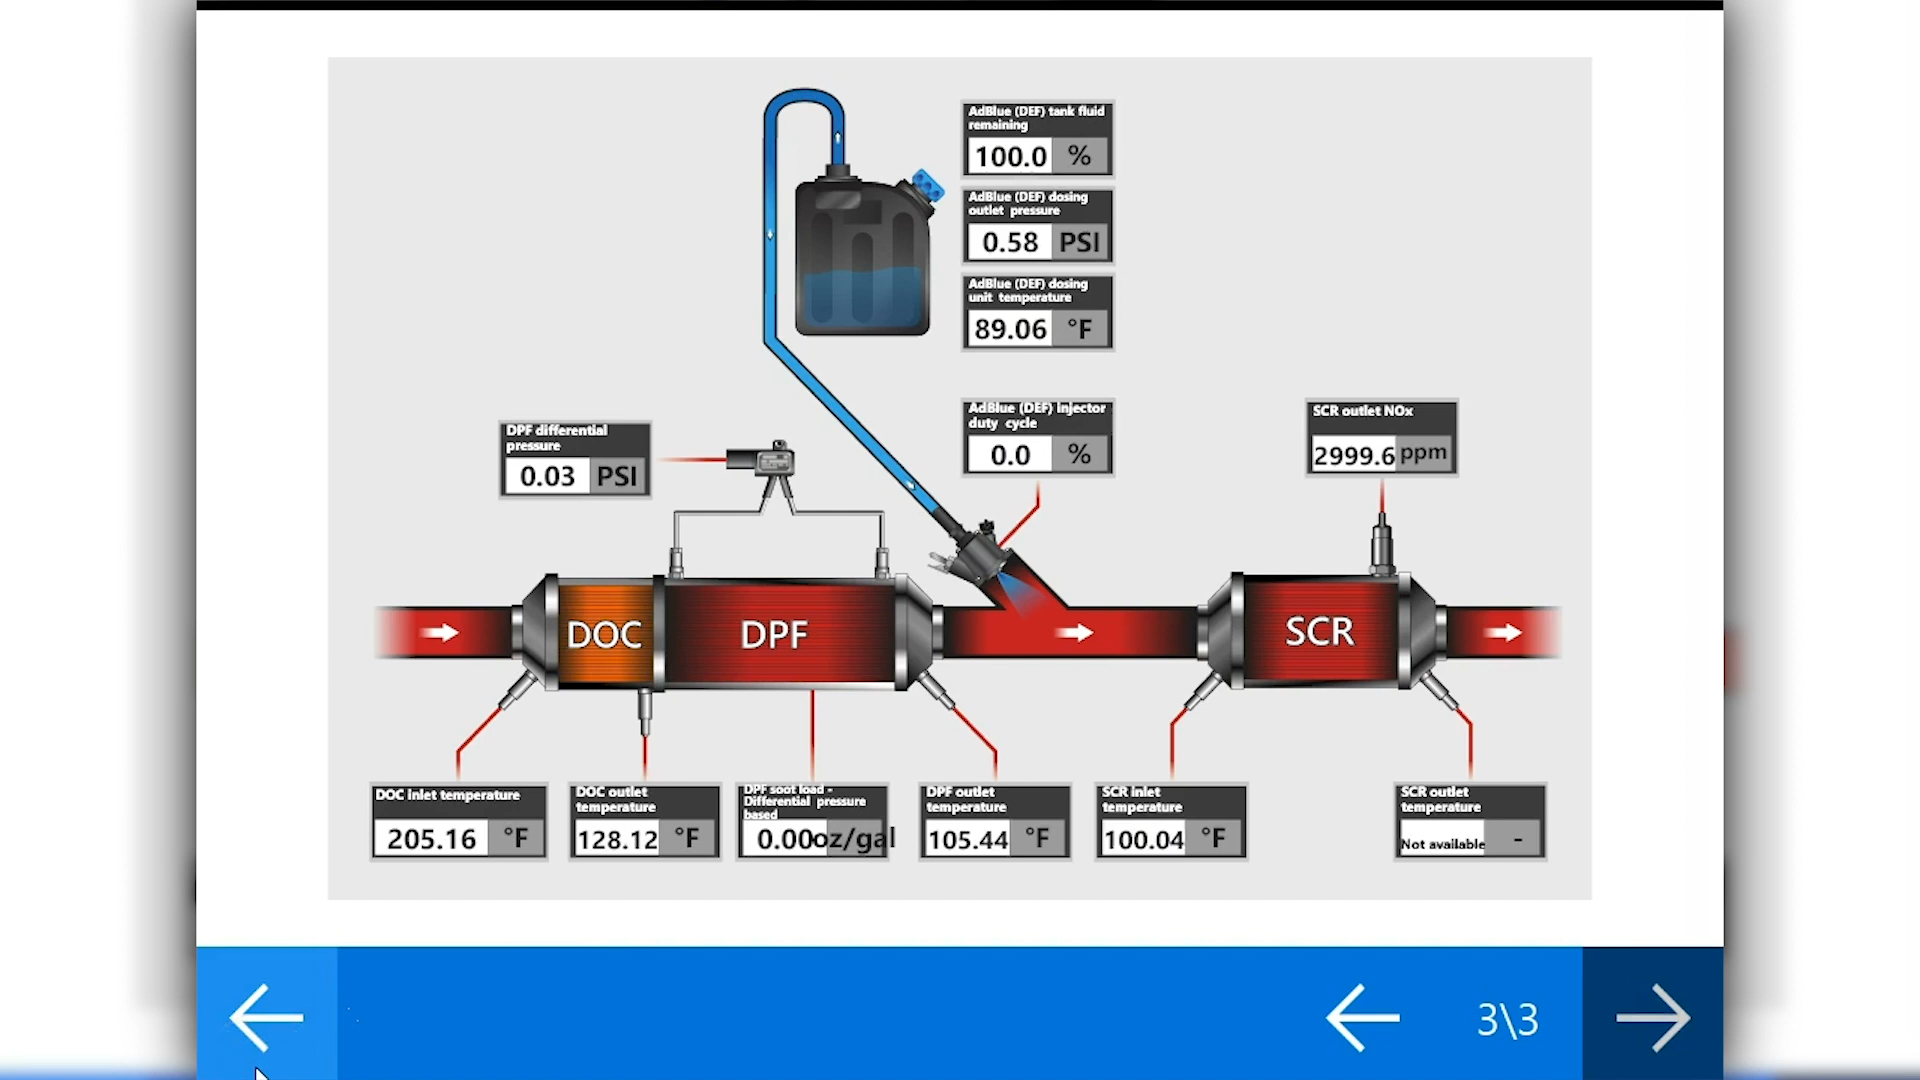 AdBlue (DEF) tank fluid
remaining
100.0 %
AdBlue (DEF) dosing
outlet pressure
0.58 PSI
AdBlue (DEF) dosing
unit temperature
89.06 °F
AdBlue (DEF) injector
duty cycle
0.0 %
SCR outlet NOx
2999.6 ppm
DPF differential
pressure
0.03 PSI
DOC
DPF
SCR
DOC inlet temperature
205.16 °F
DOC outlet
temperature
128.12 °F
DPF soot load -
Differential pressure
based
0.00 oz/gal
DPF outlet
temperature
105.44 °F
SCR inlet
temperature
100.04 °F
SCR outlet
temperature
Not available -
3\3